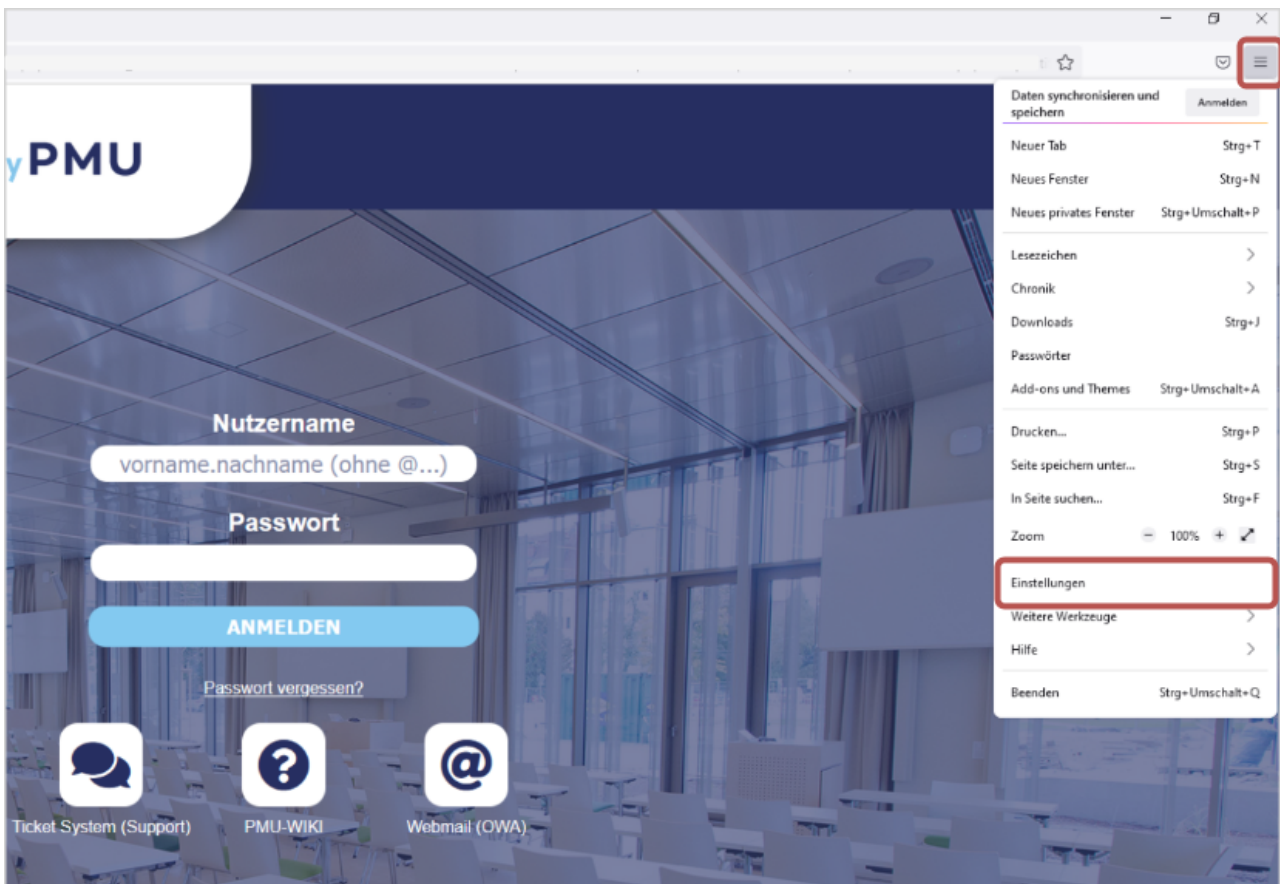 yPMU
Nutzername
vorname.nachname (ohne @...)
Passwort
ANMELDEN
Passwort vergessen?
Ticket System (Support)
PMU-WIKI
Webmail (OWA)
Daten synchronisieren und
speichern
Anmelden
Neuer Tab Strg+T
Neues Fenster Strg+N
Neues privates Fenster Strg+Umschalt+P
Lesezeichen
Chronik
Downloads Strg+J
Passwörter
Add-ons und Themes Strg+Umschalt+A
Drucken... Strg+P
Seite speichern unter... Strg+S
In Seite suchen... Strg+F
Zoom − 100% +
Einstellungen
Weitere Werkzeuge
Hilfe
Beenden Strg+Umschalt+Q